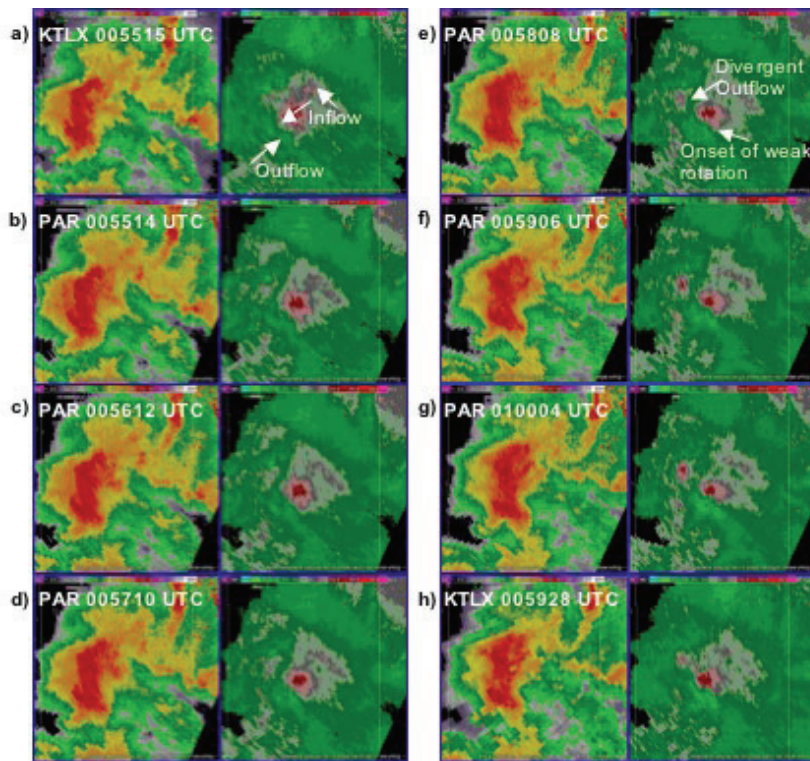 a)
KTLX 005515 UTC
Inflow
Outflow
b)
PAR 005514 UTC
c)
PAR 005612 UTC
d)
PAR 005710 UTC
e)
PAR 005808 UTC
Divergent
Outflow
Onset of weak
rotation
f)
PAR 005906 UTC
g)
PAR 010004 UTC
h)
KTLX 005928 UTC